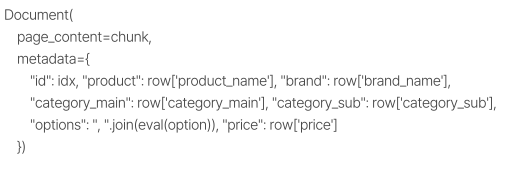 Document(
page_content=chunk,
metadata={
"id": idx, "product": row['product_name'], "brand": row['brand_name'],
"category_main": row['category_main'], "category_sub": row['category_sub'],
"options": ", ".join(eval(option)), "price": row['price']
})